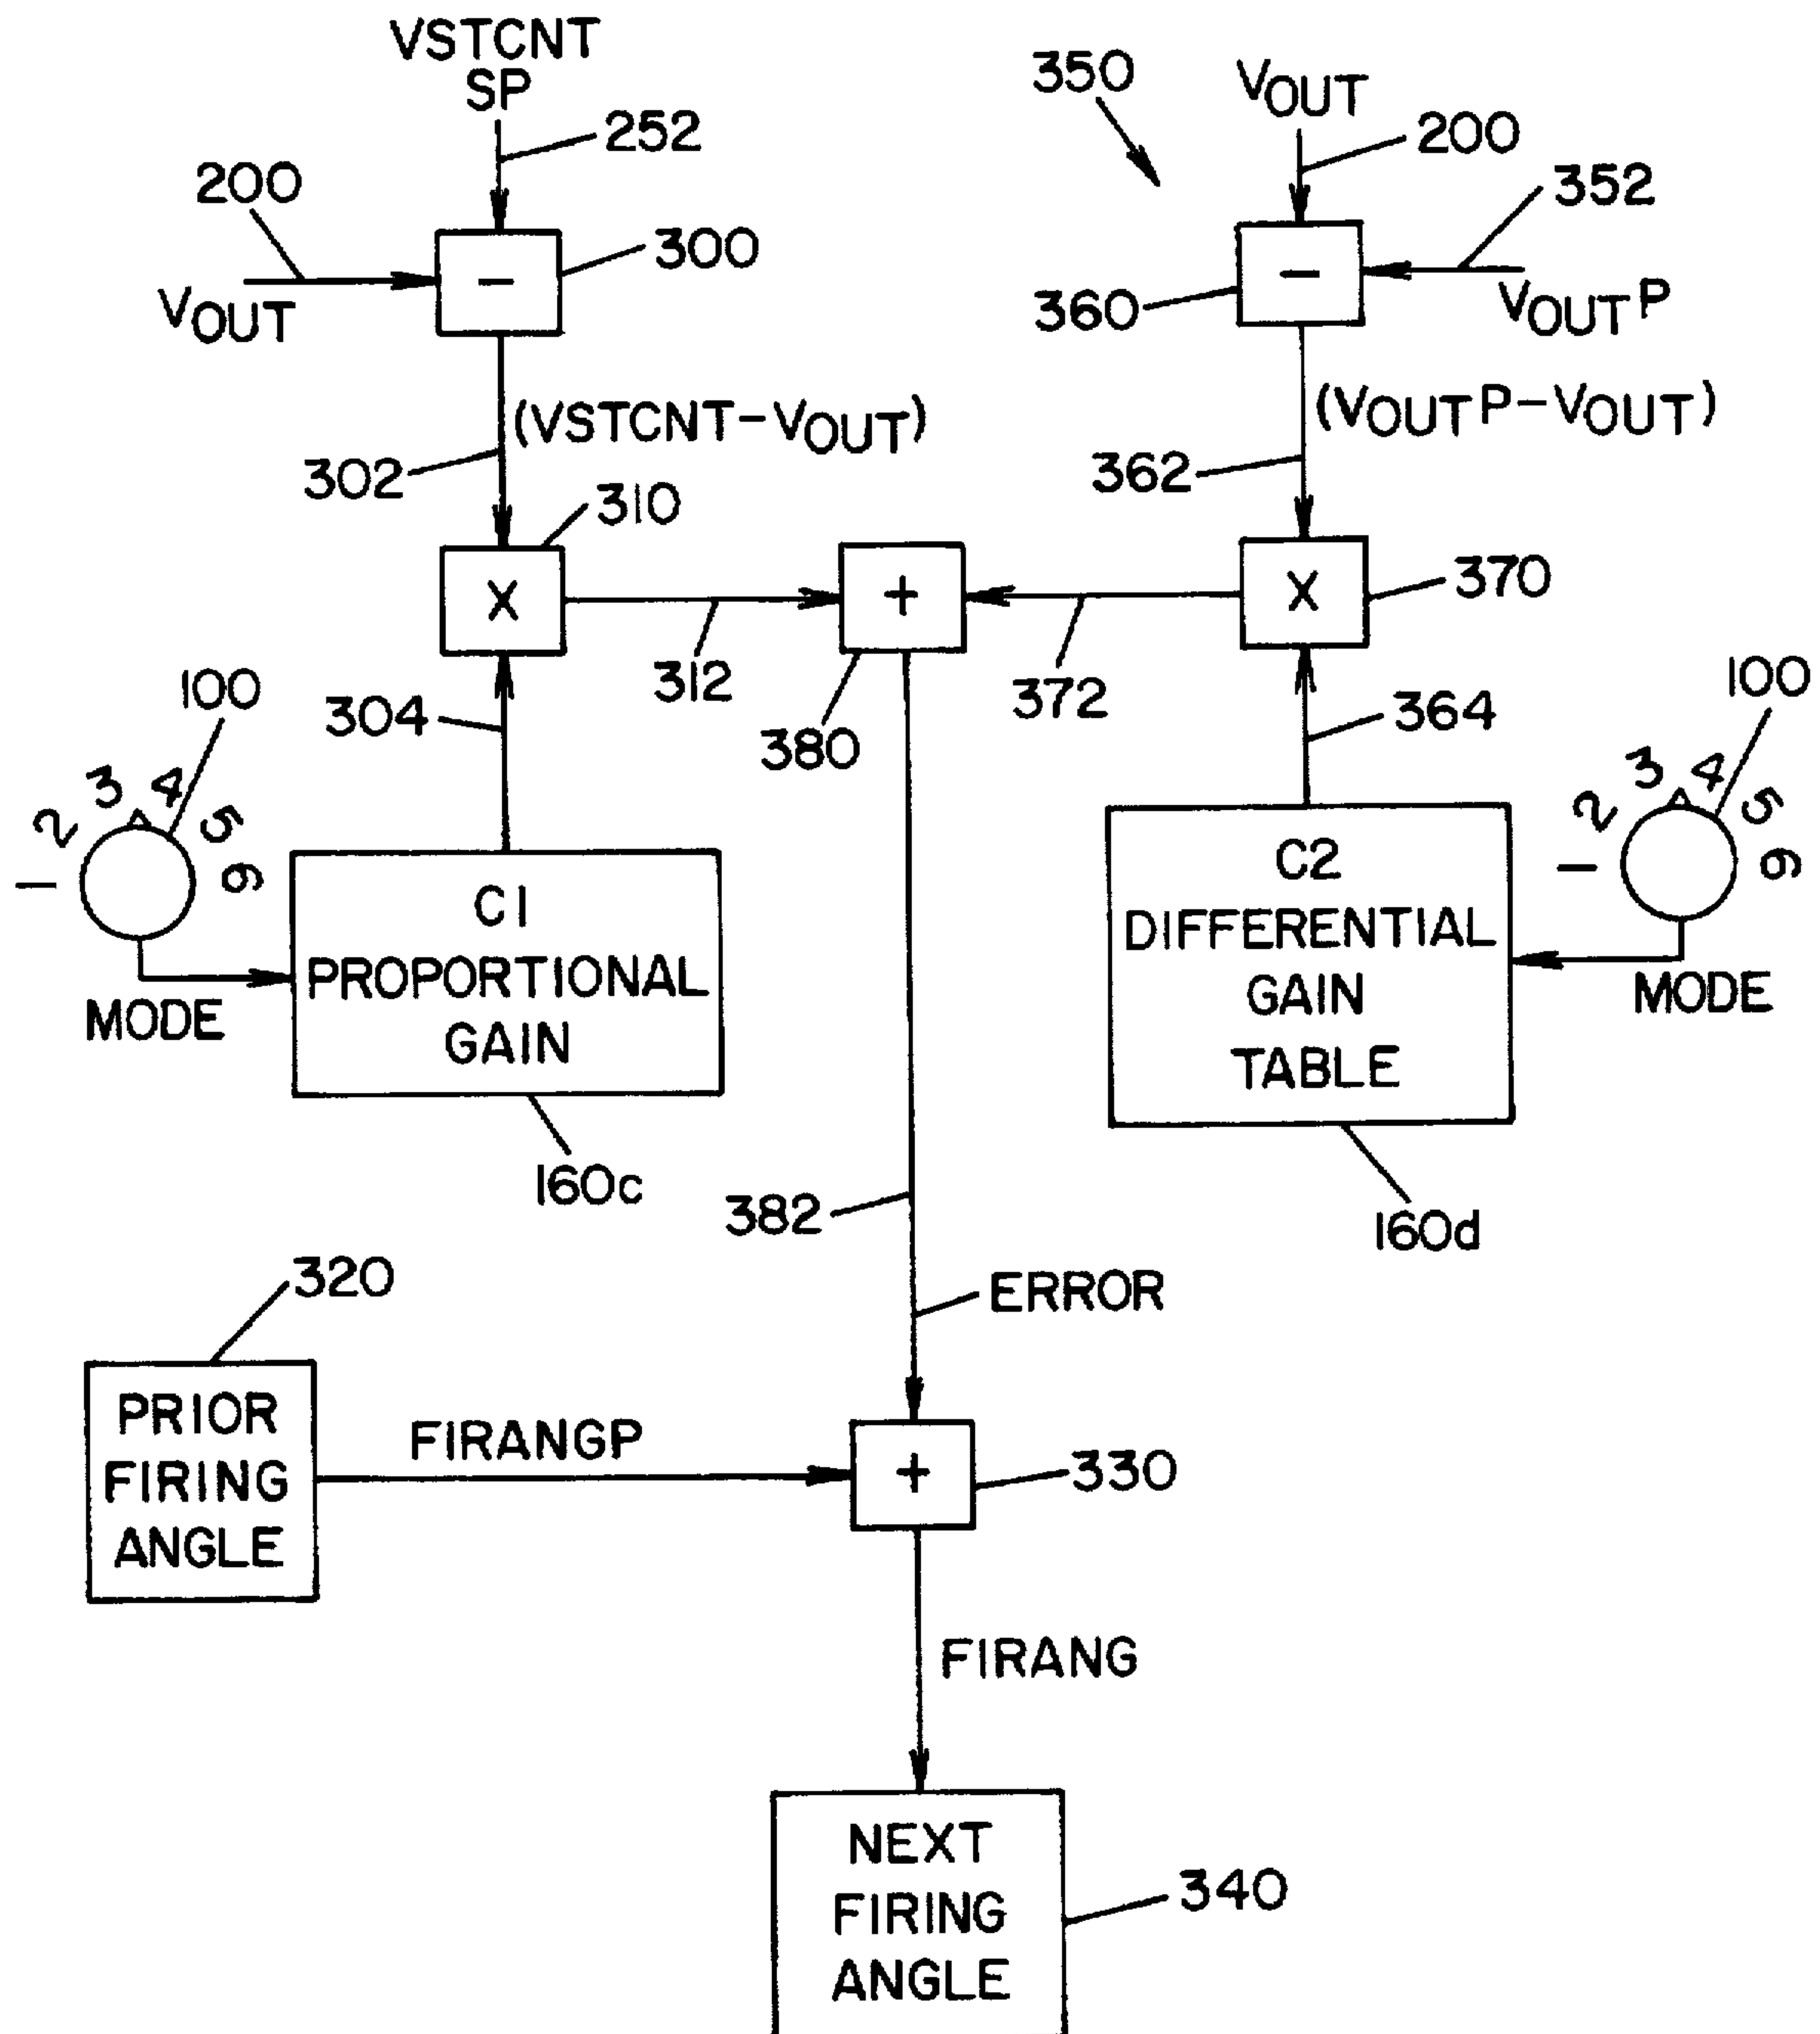 VSTCNT
SP
252
200
VOUT
300
(VSTCNT-VOUT)
302
310
X
304
312
100
1 2 3 4 5 6
MODE
C1
PROPORTIONAL
GAIN
160c
350
VOUT
200
352
VOUTP
360
(VOUTP-VOUT)
362
X
370
372
364
+
380
100
1 2 3 4 5 6
MODE
C2
DIFFERENTIAL
GAIN
TABLE
160d
382
ERROR
320
PRIOR
FIRING
ANGLE
FIRANGP
+
330
FIRANG
NEXT
FIRING
ANGLE
340